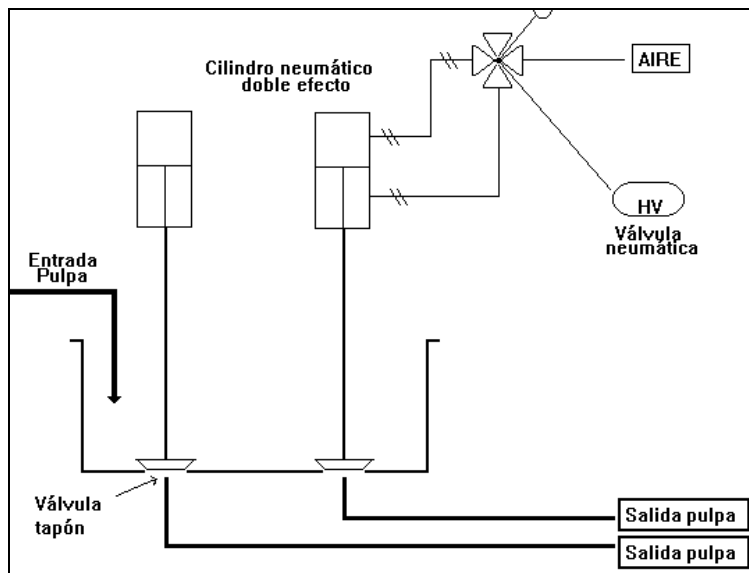 Cilindro neumático
doble efecto
AIRE
HV
Válvula
neumática
Entrada
Pulpa
Válvula
tapón
Salida pulpa
Salida pulpa